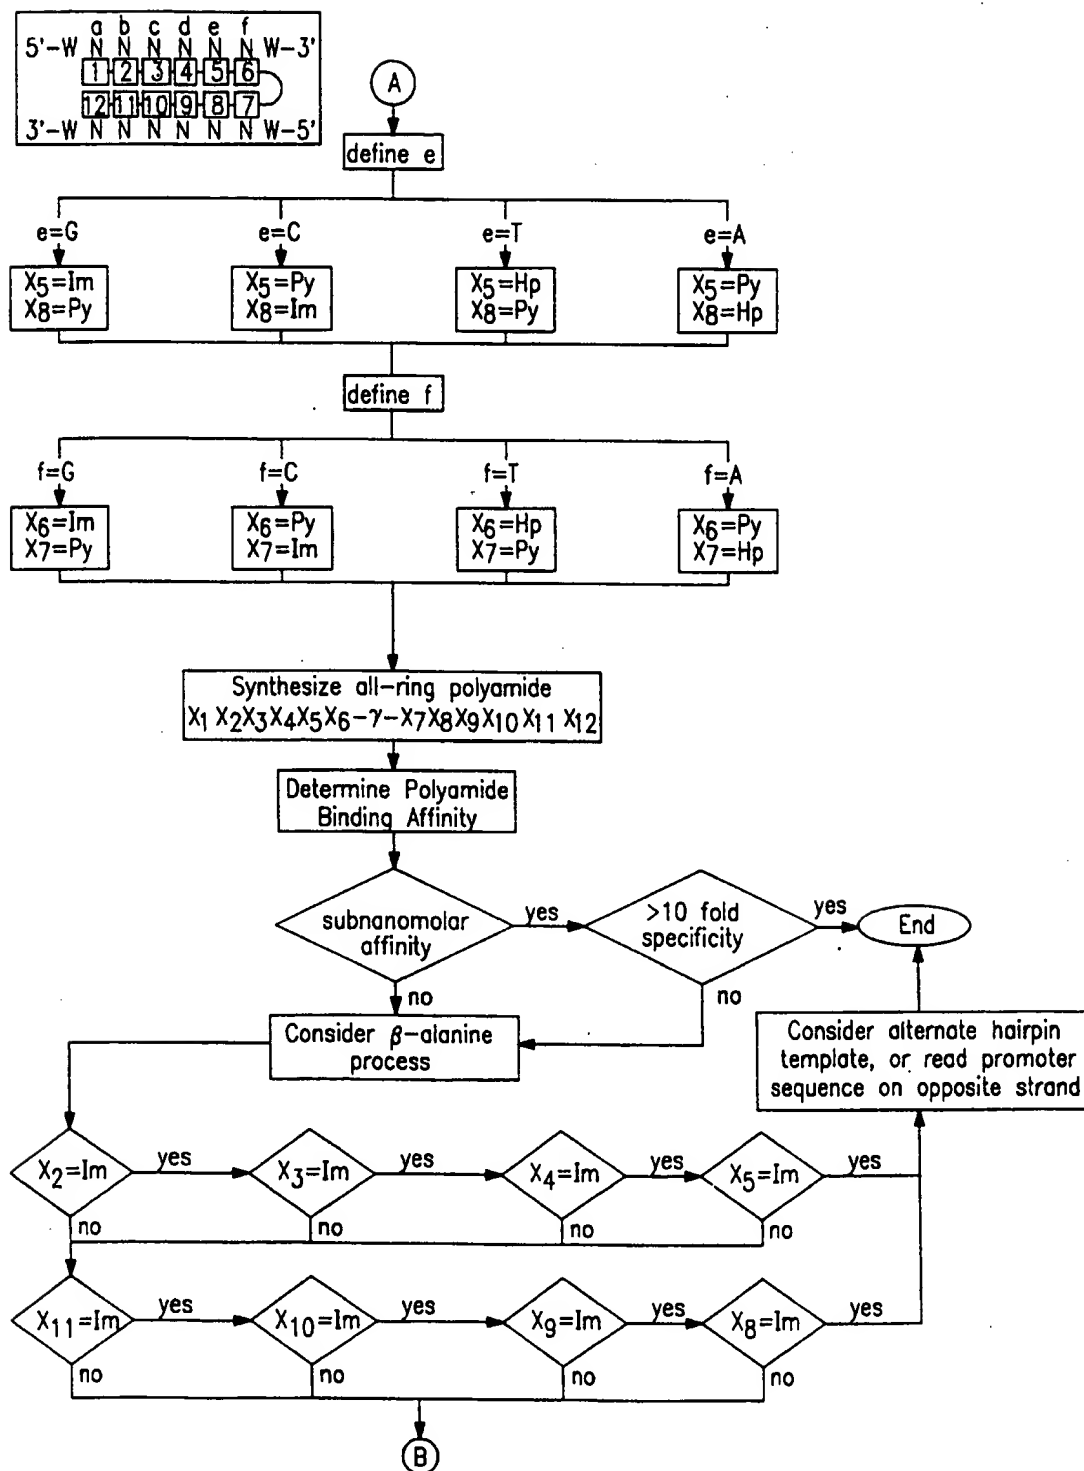 a b c d e f
5'-W N N N N N N W-3'
1 2 3 4 5 6
12 11 10 9 8 7
3'-W N N N N N N W-5'
A
define e
e=G e=C e=T e=A
X5=Im X5=Py X5=Hp X5=Py
X8=Py X8=Im X8=Py X8=Hp
define f
f=G f=C f=T f=A
X6=Im X6=Py X6=Hp X6=Py
X7=Py X7=Im X7=Py X7=Hp
Synthesize all-ring polyamide
X1 X2X3X4X5X6-γ-X7X8X9X10X11 X12
Determine Polyamide
Binding Affinity
subnanomolar
affinity
yes
>10 fold
specificity
yes
End
no
no
Consider β-alanine
process
Consider alternate hairpin
template, or read promoter
sequence on opposite strand
X2=Im yes X3=Im yes X4=Im yes X5=Im yes
no no no no
X11=Im yes X10=Im yes X9=Im yes X8=Im yes
no no no no
B